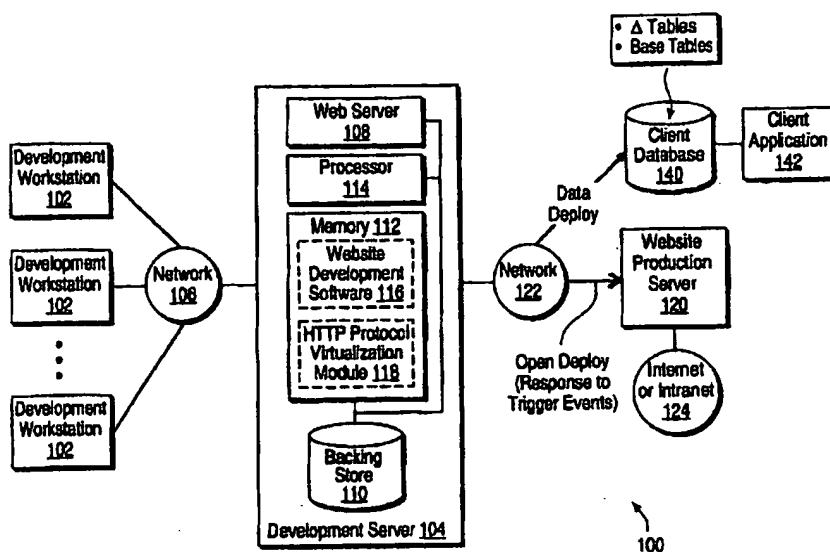 • Δ Tables
• Base Tables
Web Server
108
Development
Workstation
102
Processor
114
Client
Database
140
Client
Application
142
Memory 112
Data
Deploy
Website
Development
Software 116
Development
Workstation
102
Network
106
Network
122
Website
Production
Server
120
HTTP Protocol
Virtualization
Module 118
Open Deploy
(Response to
Trigger Events)
Internet
or Intranet
124
Development
Workstation
102
Backing
Store
110
Development Server 104
100